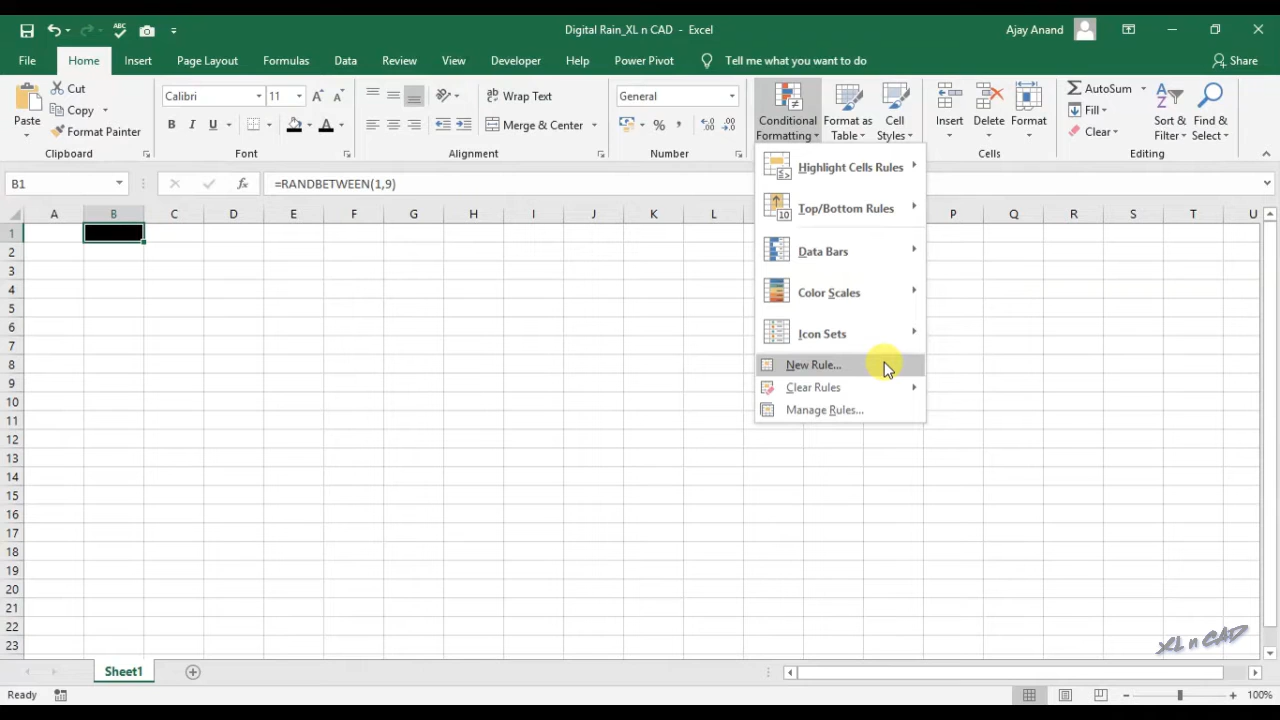 ABC
Digital Rain_XL n CAD - Excel
Ajay Anand
File Home Insert Page Layout Formulas Data Review View Developer Help Power Pivot Tell me what you want to do Share
Paste
Cut
Copy
Format Painter
Clipboard
Calibri 11
B I U
Font
Wrap Text
Merge & Center
Alignment
General
Number
Conditional Formatting
Format as Table
Cell Styles
Insert Delete Format
Cells
AutoSum
Fill
Clear
Sort & Filter
Find & Select
Editing
B1 fx =RANDBETWEEN(1,9)
A B C D E F G H I J K L P Q R S T U
Highlight Cells Rules
Top/Bottom Rules
Data Bars
Color Scales
Icon Sets
New Rule...
Clear Rules
Manage Rules...
1
2
3
4
5
6
7
8
9
10
11
12
13
14
15
16
17
18
19
20
21
22
23
XL n CAD
Sheet1
Ready
100%